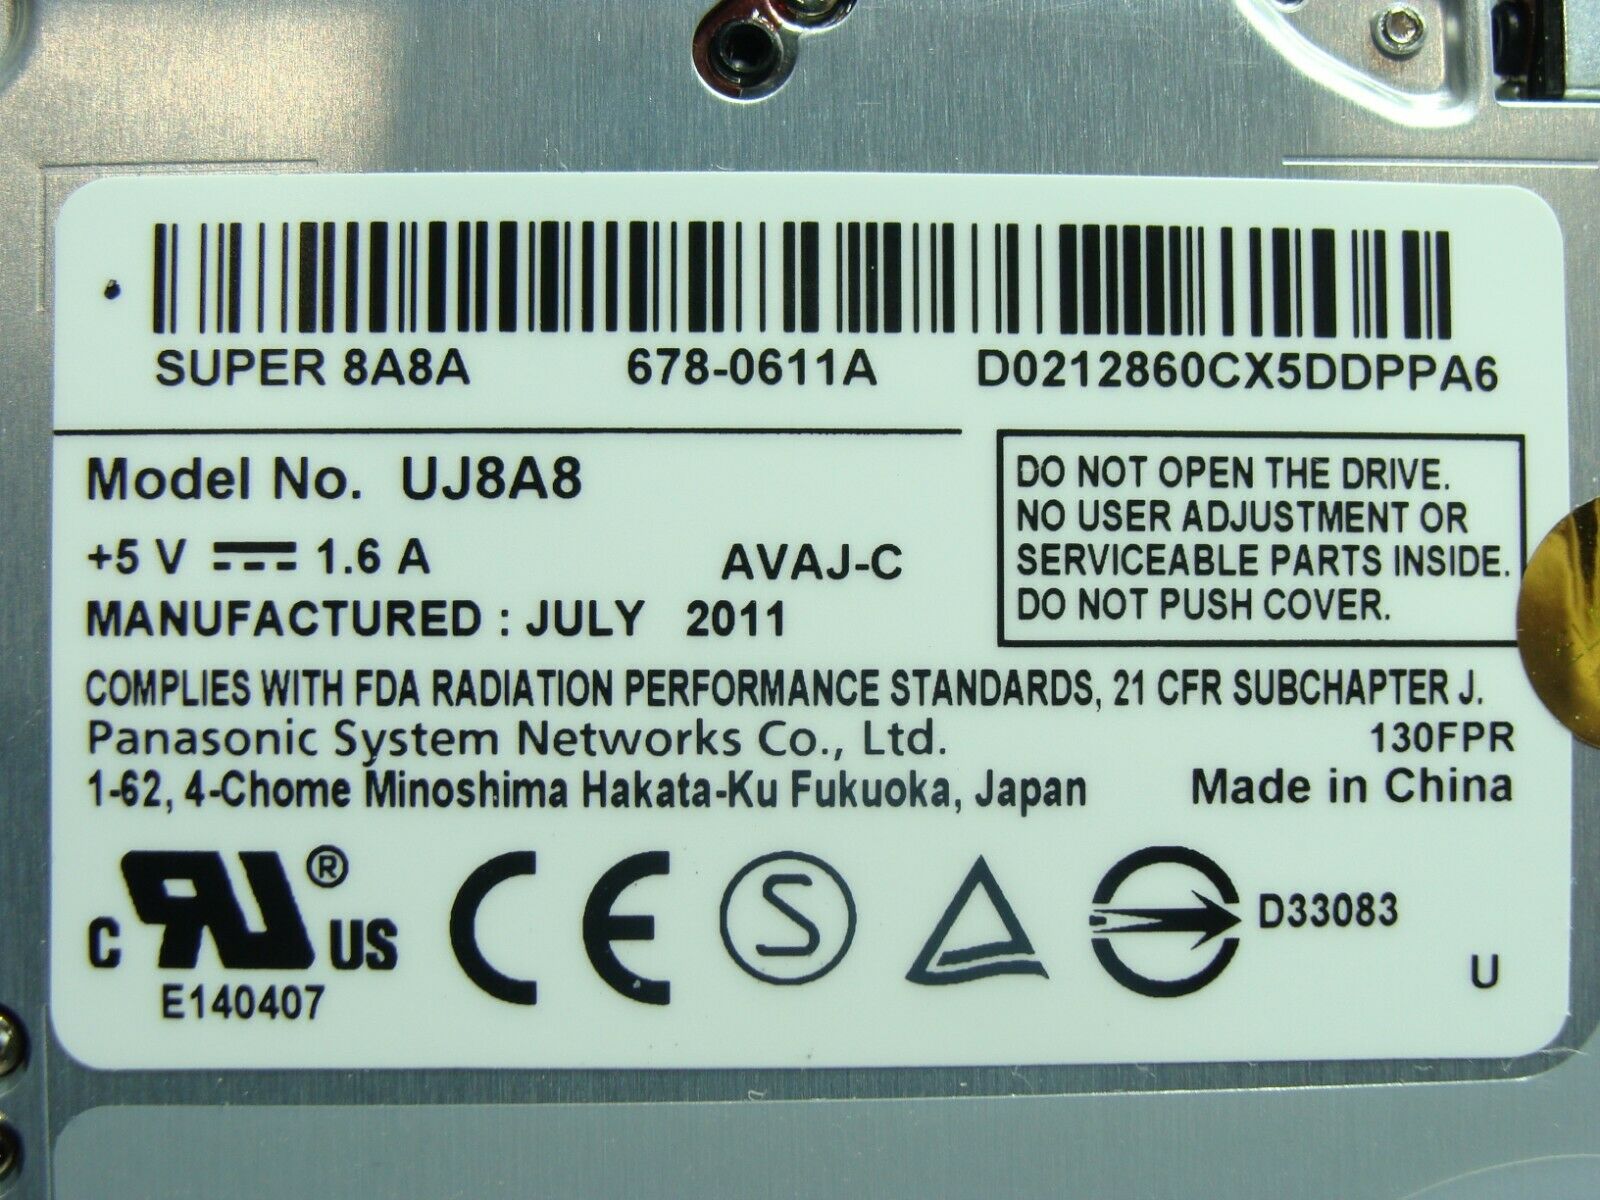 SUPER 8A8A 678-0611A D0212860CX5DDPPA6
Model No. UJ8A8
+5 V ⎓ 1.6 A AVAJ-C
MANUFACTURED : JULY 2011
DO NOT OPEN THE DRIVE.
NO USER ADJUSTMENT OR
SERVICEABLE PARTS INSIDE.
DO NOT PUSH COVER.
COMPLIES WITH FDA RADIATION PERFORMANCE STANDARDS, 21 CFR SUBCHAPTER J.
Panasonic System Networks Co., Ltd. 130FPR
1-62, 4-Chome Minoshima Hakata-Ku Fukuoka, Japan Made in China
C RU ® US CE S D33083
E140407 U